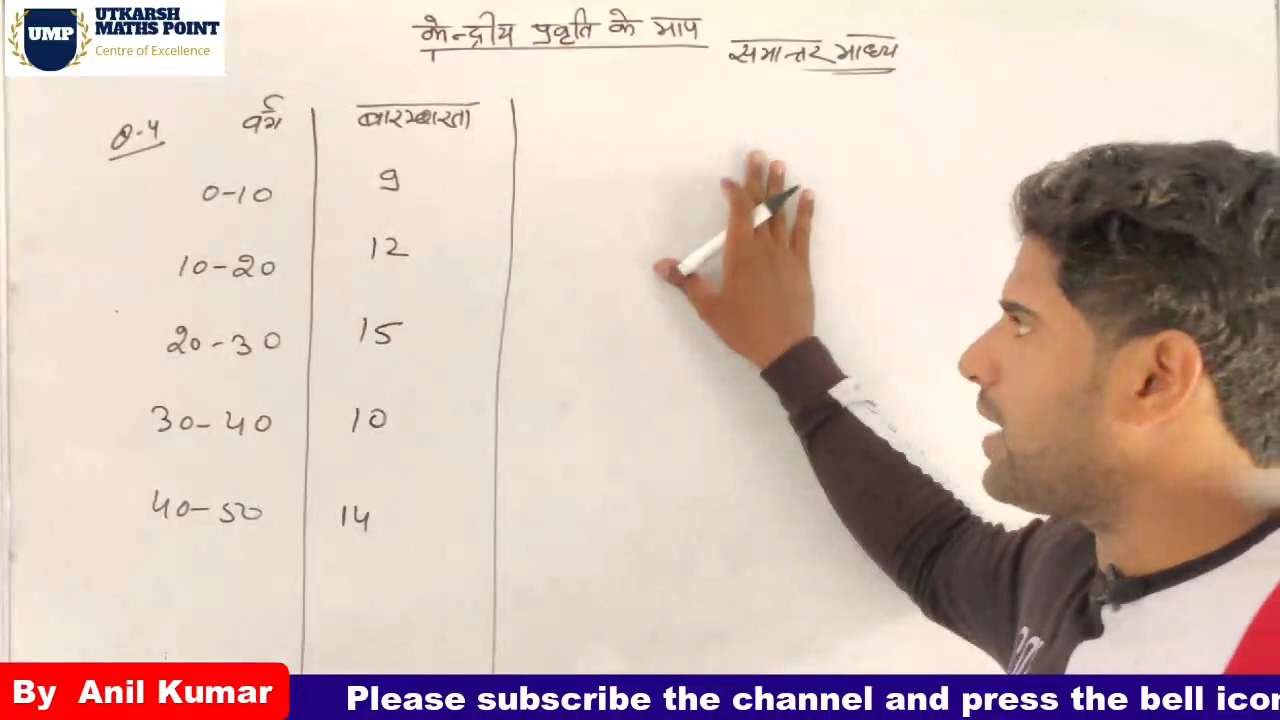 UTKARSH
MATHS POINT
UMP
Centre of Excellence
केन्द्रीय प्रवृति के माप
समान्तर माध्य
Q-4 वर्ग बारम्बारता
0-10 9
10-20 12
20-30 15
30-40 10
40-50 14
By Anil Kumar
Please subscribe the channel and press the bell icon